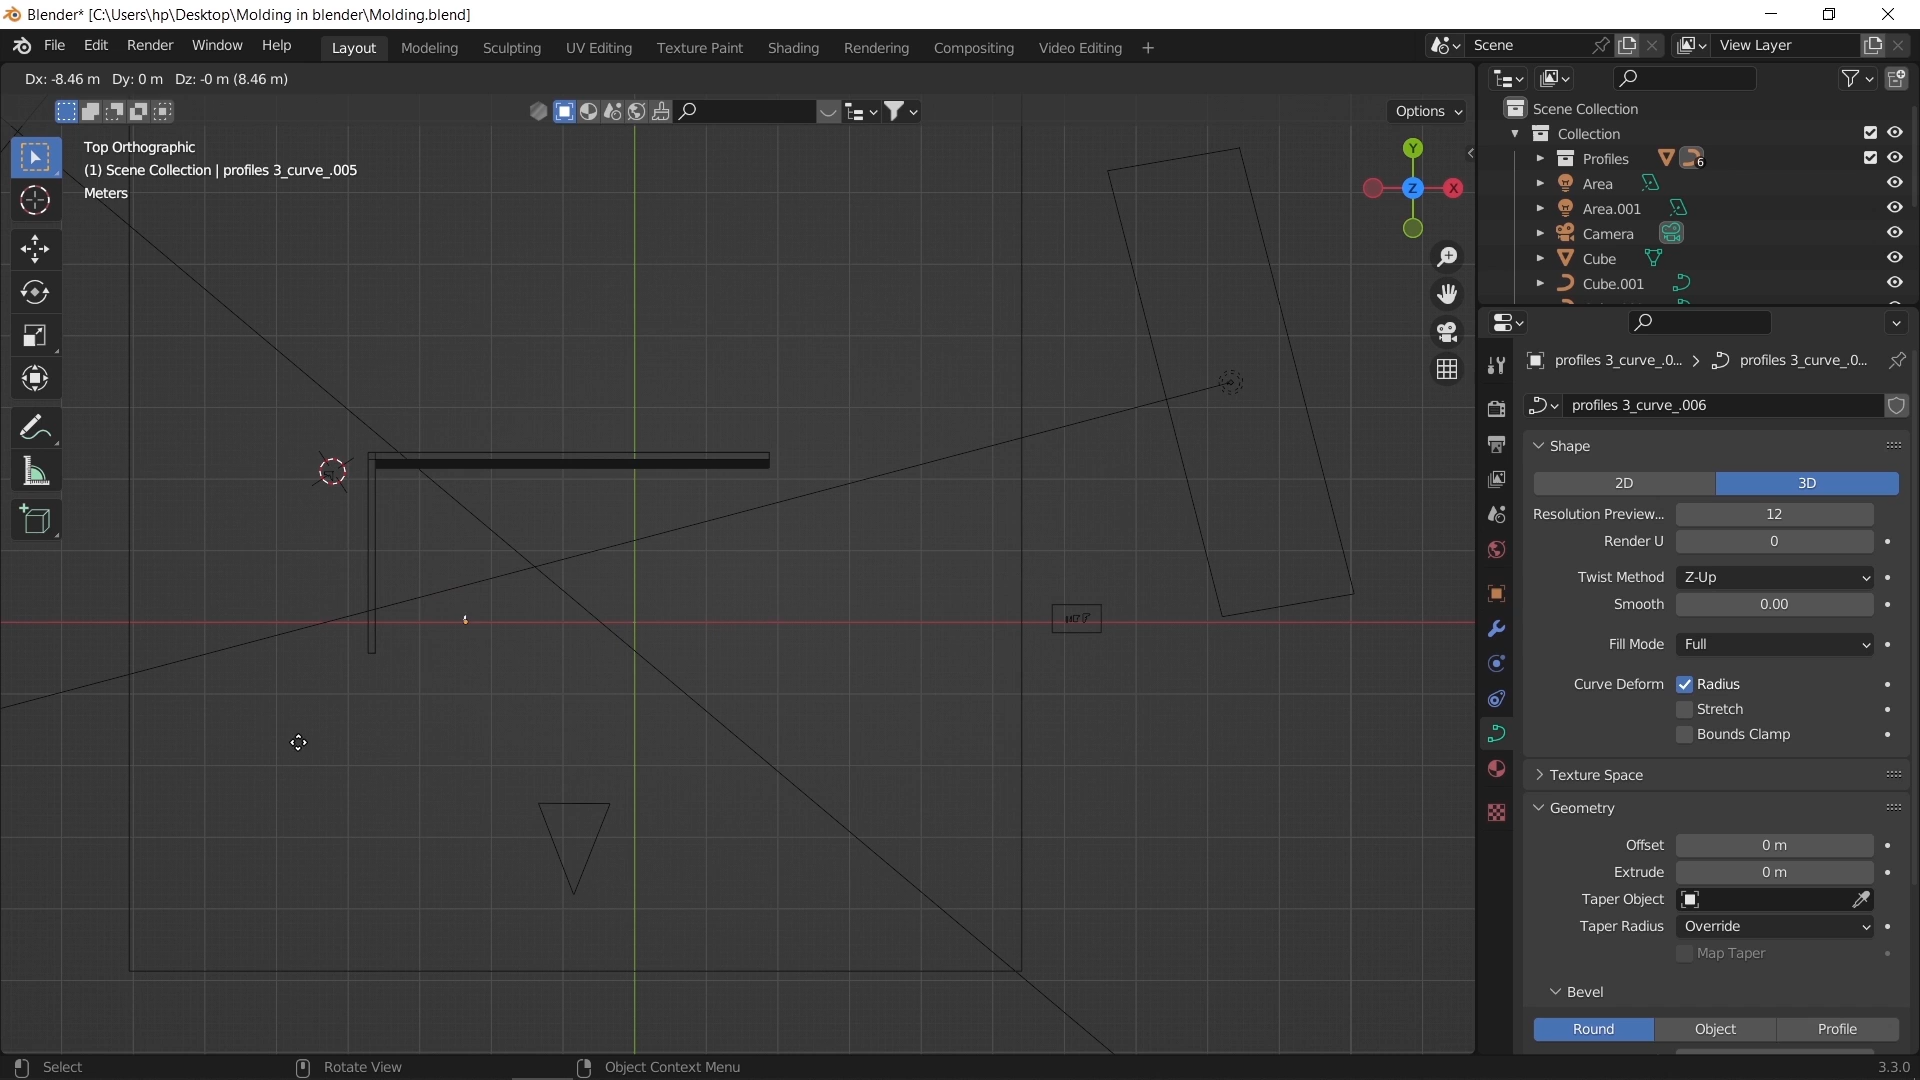 Blender* [C:\Users\hp\Desktop\Molding in blender\Molding.blend]
File Edit Render Window Help Layout Modeling Sculpting UV Editing Texture Paint Shading Rendering Compositing Video Editing + Scene View Layer
Dx: -8.46 m Dy: 0 m Dz: -0 m (8.46 m)
Options
Top Orthographic
(1) Scene Collection | profiles 3_curve_.005
Meters
Y
Z
X
Scene Collection
Collection
Profiles 6
Area
Area.001
Camera
Cube
Cube.001
profiles 3_curve_.0... > profiles 3_curve_.0...
profiles 3_curve_.006
Shape
2D 3D
Resolution Preview... 12
Render U 0
Twist Method Z-Up
Smooth 0.00
Fill Mode Full
Curve Deform Radius
Stretch
Bounds Clamp
Texture Space
Geometry
Offset 0 m
Extrude 0 m
Taper Object
Taper Radius Override
Map Taper
Bevel
Round Object Profile
Select Rotate View Object Context Menu 3.3.0